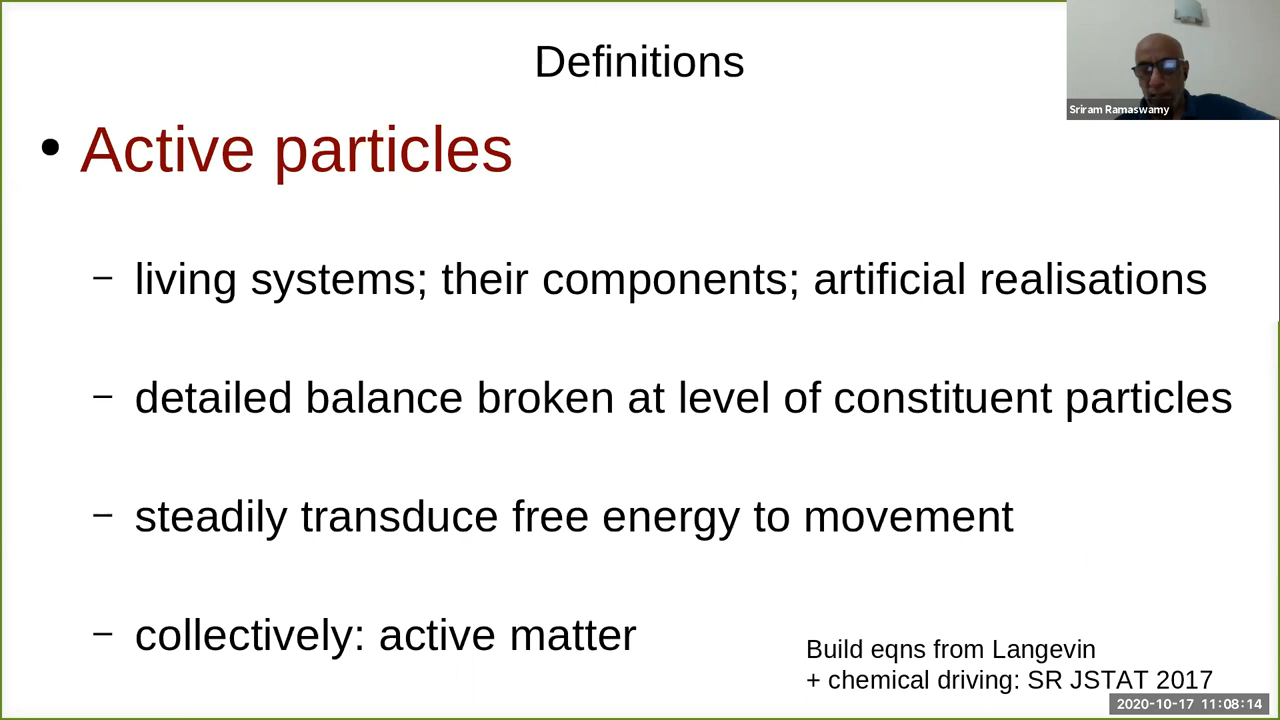 Definitions
Sriram Ramaswamy
• Active particles
– living systems; their components; artificial realisations
– detailed balance broken at level of constituent particles
– steadily transduce free energy to movement
– collectively: active matter
Build eqns from Langevin
+ chemical driving: SR JSTAT 2017
2020-10-17 11:08:14